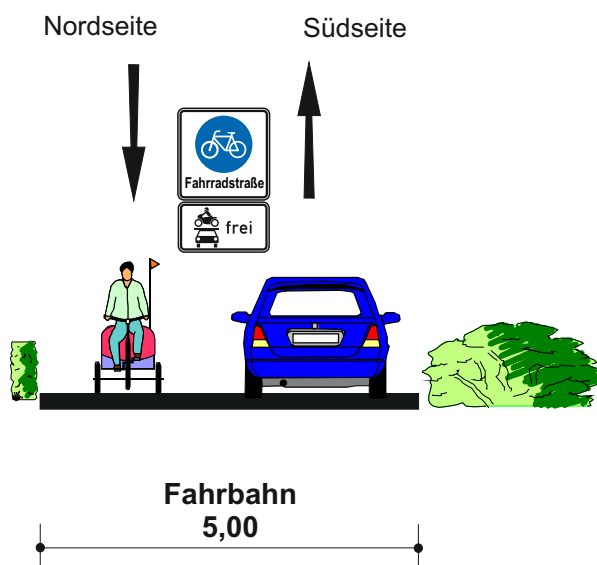 Nordseite
Südseite
Fahrradstraße
frei
Fahrbahn
5,00